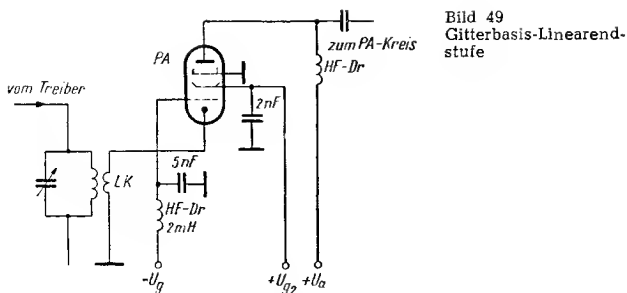 Bild 49
Gitterbasis-Linearend-
stufe
zum PA-Kreis
PA
HF-Dr
vom Treiber
2nF
5nF
LK
HF-Dr
2mH
-Ug
+Ug2
+Ua